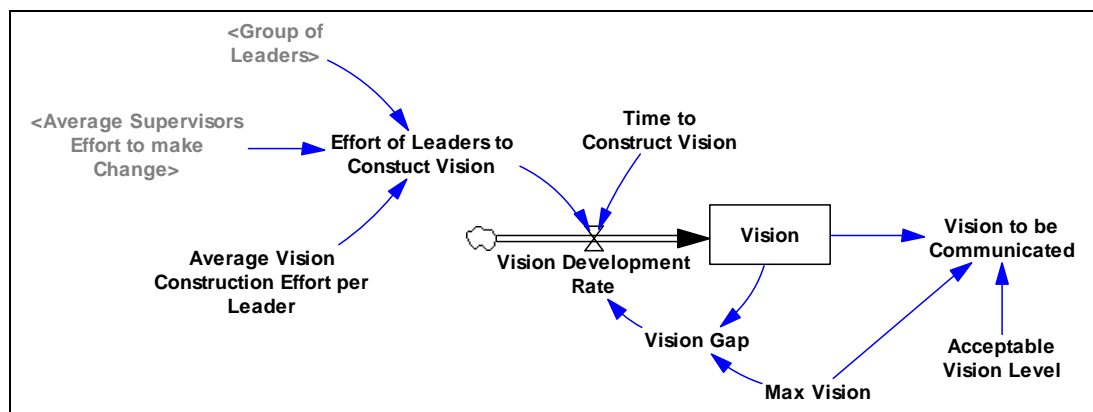 <Group of
Leaders>
<Average Supervisors
Effort to make
Change>
Effort of Leaders to
Constuct Vision
Time to
Construct Vision
Average Vision
Construction Effort per
Leader
Vision Development
Rate
Vision
Vision to be
Communicated
Vision Gap
Max Vision
Acceptable
Vision Level